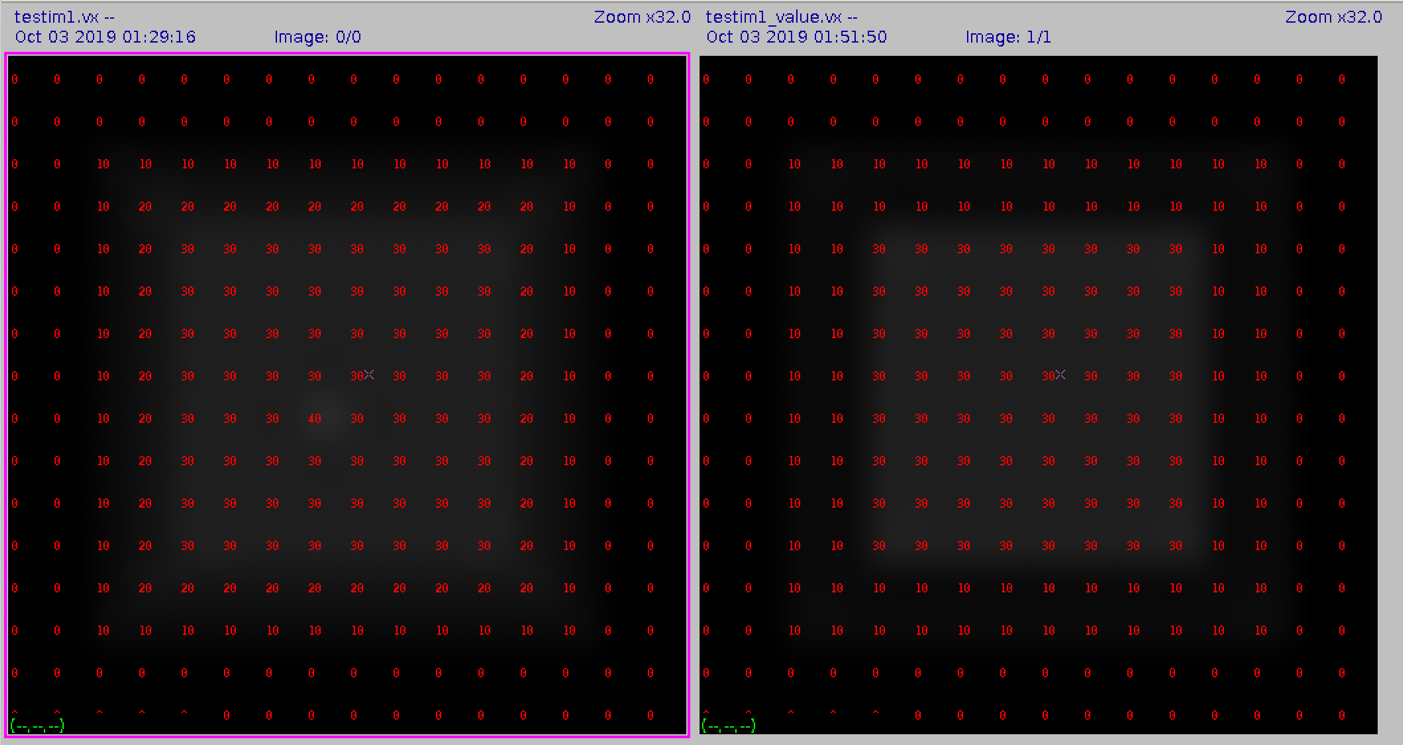 testim1.vx --
Zoom x32.0
Oct 03 2019 01:29:16
Image: 0/0
0 0 0 0 0 0 0 0 0 0 0 0 0 0 0 0
0 0 0 0 0 0 0 0 0 0 0 0 0 0 0 0
0 0 10 10 10 10 10 10 10 10 10 10 10 10 0 0
0 0 10 20 20 20 20 20 20 20 20 20 20 10 0 0
0 0 10 20 30 30 30 30 30 30 30 30 20 10 0 0
0 0 10 20 30 30 30 30 30 30 30 30 20 10 0 0
0 0 10 20 30 30 30 30 30 30 30 30 20 10 0 0
0 0 10 20 30 30 30 30 30 30 30 30 20 10 0 0
0 0 10 20 30 30 30 40 30 30 30 30 20 10 0 0
0 0 10 20 30 30 30 30 30 30 30 30 20 10 0 0
0 0 10 20 30 30 30 30 30 30 30 30 20 10 0 0
0 0 10 20 30 30 30 30 30 30 30 30 20 10 0 0
0 0 10 20 20 20 20 20 20 20 20 20 20 10 0 0
0 0 10 10 10 10 10 10 10 10 10 10 10 10 0 0
0 0 0 0 0 0 0 0 0 0 0 0 0 0 0 0
0 0 0 0 0 0 0 0 0 0 0
(--,--,--)
testim1_value.vx --
Zoom x32.0
Oct 03 2019 01:51:50
Image: 1/1
0 0 0 0 0 0 0 0 0 0 0 0 0 0 0 0
0 0 0 0 0 0 0 0 0 0 0 0 0 0 0 0
0 0 10 10 10 10 10 10 10 10 10 10 10 10 0 0
0 0 10 10 10 10 10 10 10 10 10 10 10 10 0 0
0 0 10 10 30 30 30 30 30 30 30 30 10 10 0 0
0 0 10 10 30 30 30 30 30 30 30 30 10 10 0 0
0 0 10 10 30 30 30 30 30 30 30 30 10 10 0 0
0 0 10 10 30 30 30 30 30 30 30 30 10 10 0 0
0 0 10 10 30 30 30 30 30 30 30 30 10 10 0 0
0 0 10 10 30 30 30 30 30 30 30 30 10 10 0 0
0 0 10 10 30 30 30 30 30 30 30 30 10 10 0 0
0 0 10 10 30 30 30 30 30 30 30 30 10 10 0 0
0 0 10 10 10 10 10 10 10 10 10 10 10 10 0 0
0 0 10 10 10 10 10 10 10 10 10 10 10 10 0 0
0 0 0 0 0 0 0 0 0 0 0 0 0 0 0 0
0 0 0 0 0 0 0 0 0 0 0
(--,--,--)